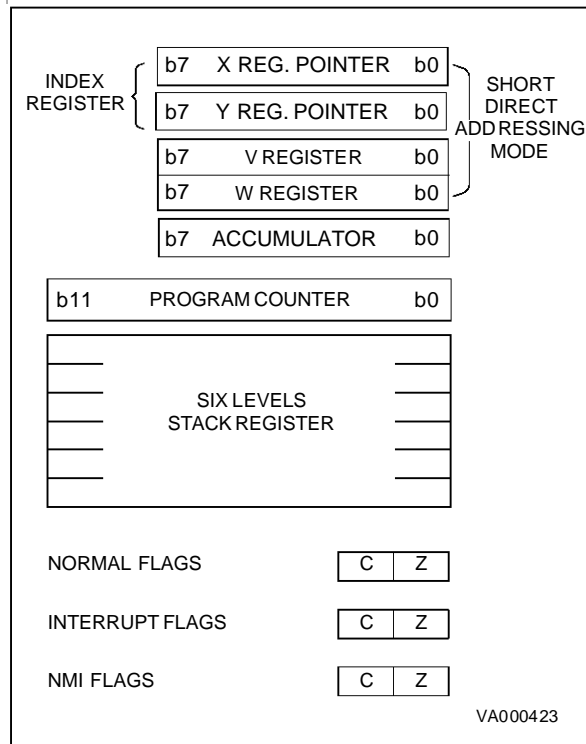 b7 X REG. POINTER b0
INDEX
REGISTER
b7 Y REG. POINTER b0
SHORT
DIRECT
ADDRESSING
MODE
b7 V REGISTER b0
b7 W REGISTER b0
b7 ACCUMULATOR b0
b11 PROGRAM COUNTER b0
SIX LEVELS
STACK REGISTER
NORMAL FLAGS C Z
INTERRUPT FLAGS C Z
NMI FLAGS C Z
VA000423